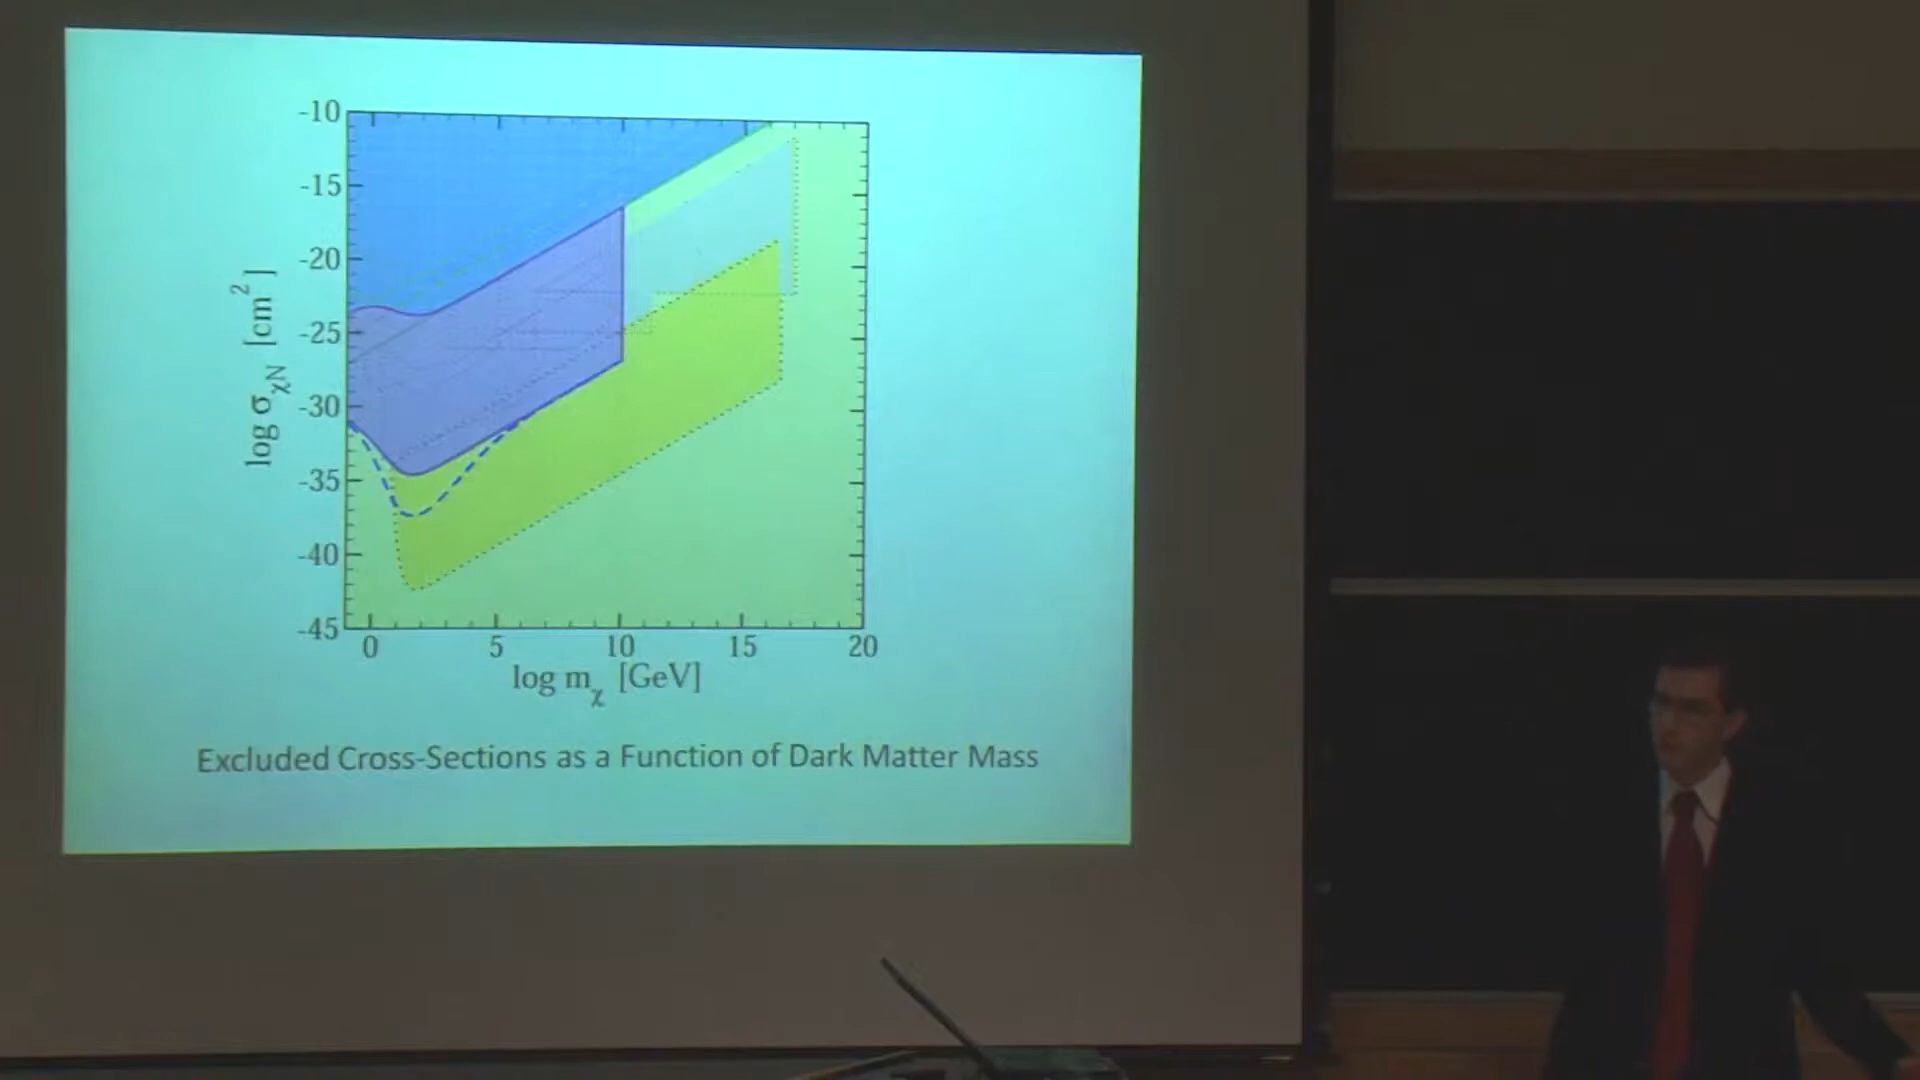 -10
-15
-20
-25
-30
-35
-40
-45
log σχN [cm²]
0 5 10 15 20
log mχ [GeV]
Excluded Cross-Sections as a Function of Dark Matter Mass